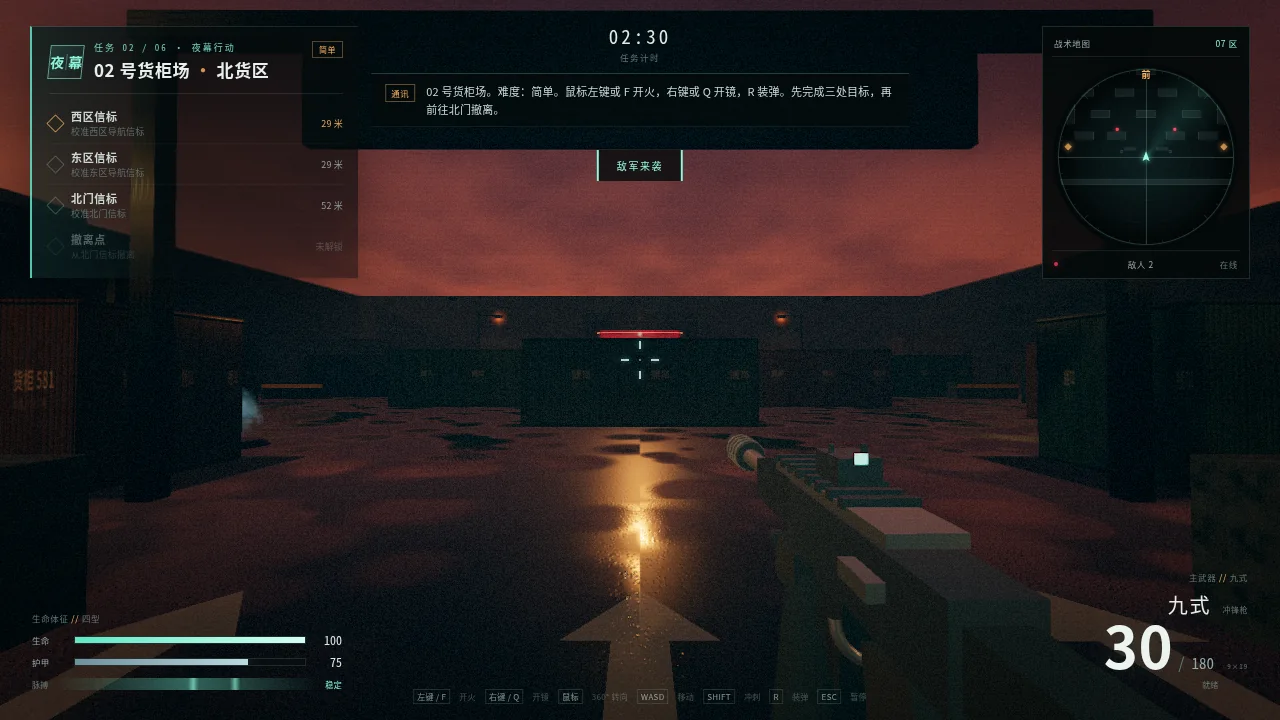 夜幕
任务 02 / 06 · 夜幕行动
简单
02 号货柜场 · 北货区
西区信标
校准西区导航信标
29 米
东区信标
校准东区导航信标
29 米
北门信标
校准北门信标
52 米
撤离点
从北门信标撤离
未解锁
02:30
任务计时
通讯
02 号货柜场。难度：简单。鼠标左键或 F 开火，右键或 Q 开镜，R 装弹。先完成三处目标，再
前往北门撤离。
敌军来袭
战术地图
07 区
前
敌人 2
在线
货柜 581
生命体征 // 四型
生命
100
护甲
75
脉搏
稳定
左键 / F 开火 右键 / Q 开镜 鼠标 360° 转向 WASD 移动 SHIFT 冲刺 R 装弹 ESC 暂停
主武器 // 九式
九式 冲锋枪
30 / 180 9×19
就绪